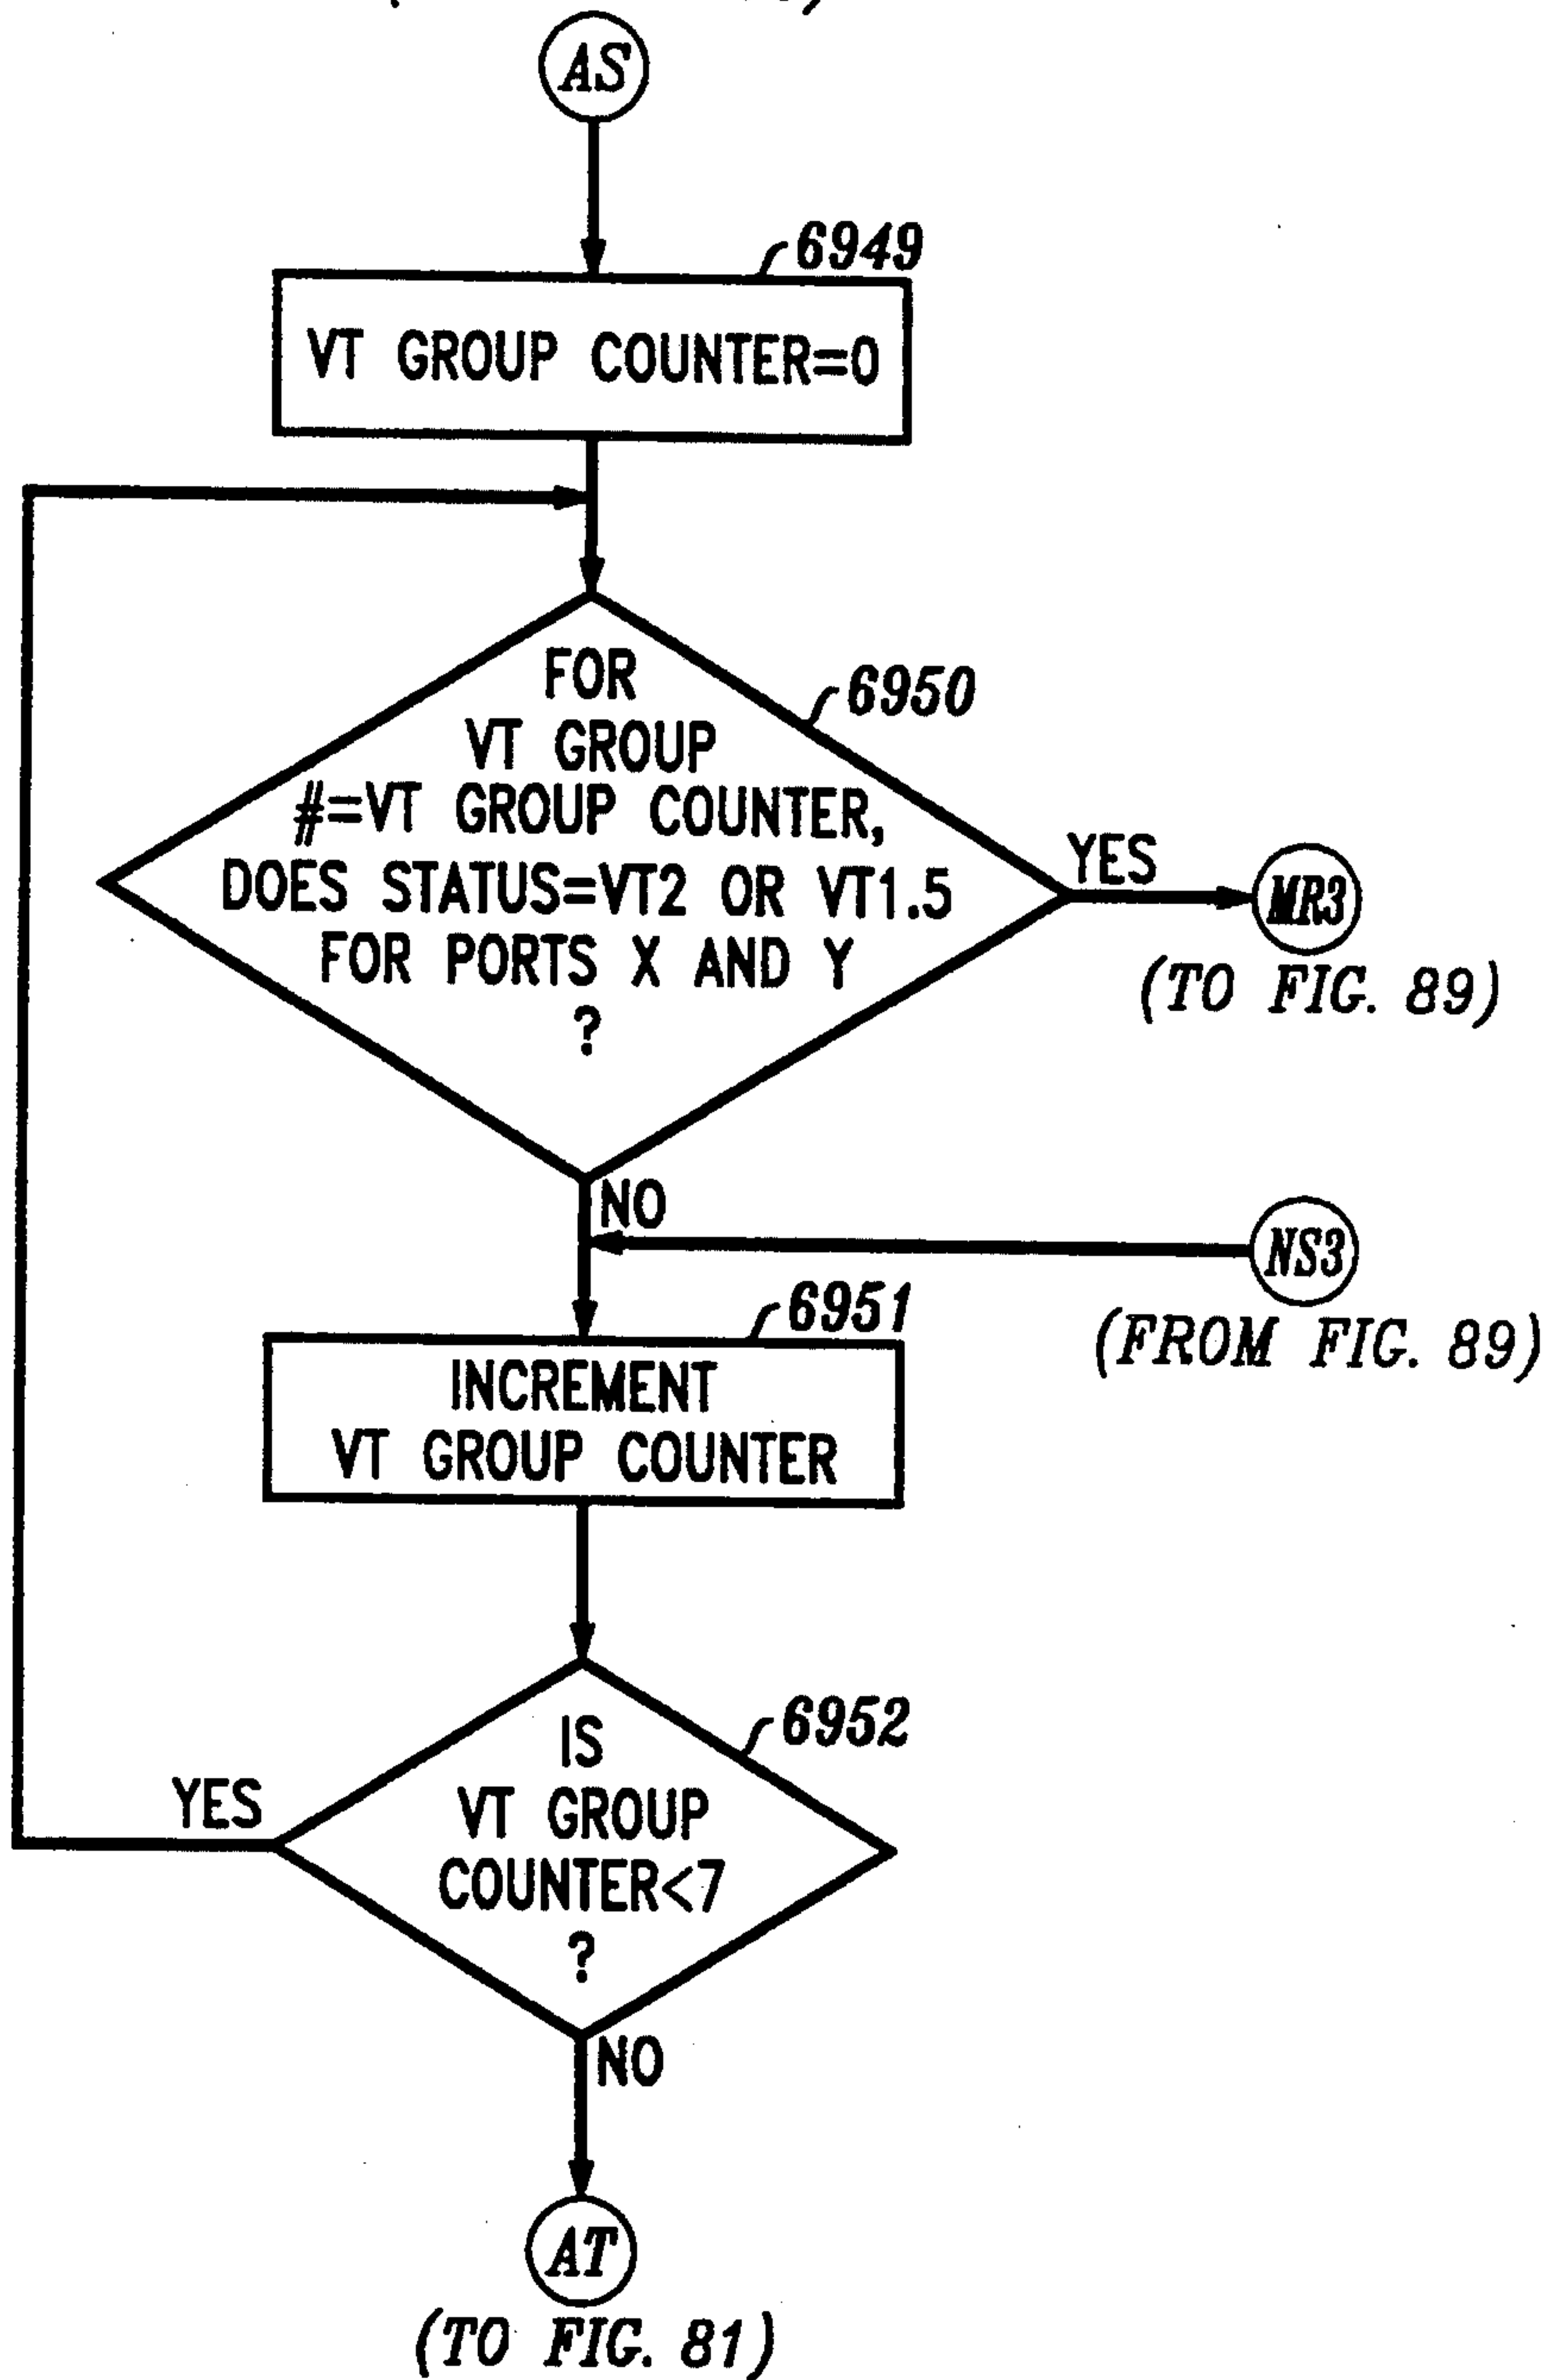 AS
6949
VT GROUP COUNTER=0
FOR
6950
VT GROUP
#=VT GROUP COUNTER,
DOES STATUS=VT2 OR VT1.5
FOR PORTS X AND Y
?
YES
MR3
(TO FIG. 89)
NO
NS3
(FROM FIG. 89)
6951
INCREMENT
VT GROUP COUNTER
6952
IS
VT GROUP
COUNTER<7
?
YES
NO
AT
(TO FIG. 81)